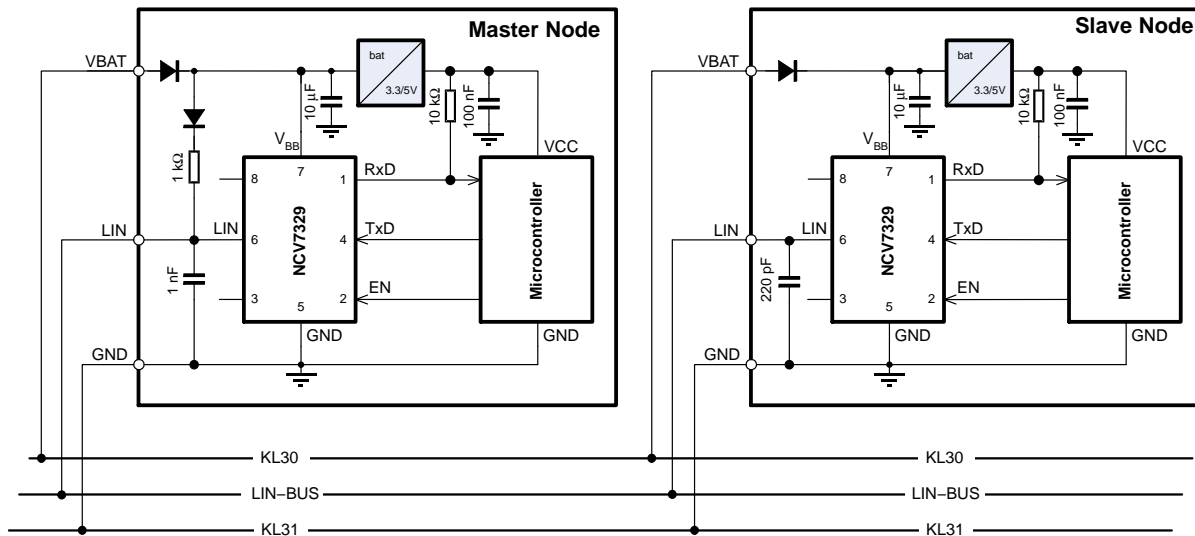 Master Node
VBAT
bat
3.3/5V
10 µF
10 kΩ
100 nF
VBB
VCC
1 kΩ
8
7
1
RxD
LIN
LIN
6
NCV7329
4
TxD
Microcontroller
1 nF
3
5
2
EN
GND
GND
GND
Slave Node
VBAT
bat
3.3/5V
10 µF
10 kΩ
100 nF
VBB
VCC
8
7
1
RxD
LIN
LIN
6
NCV7329
4
TxD
Microcontroller
220 pF
3
5
2
EN
GND
GND
GND
KL30
KL30
LIN−BUS
LIN−BUS
KL31
KL31